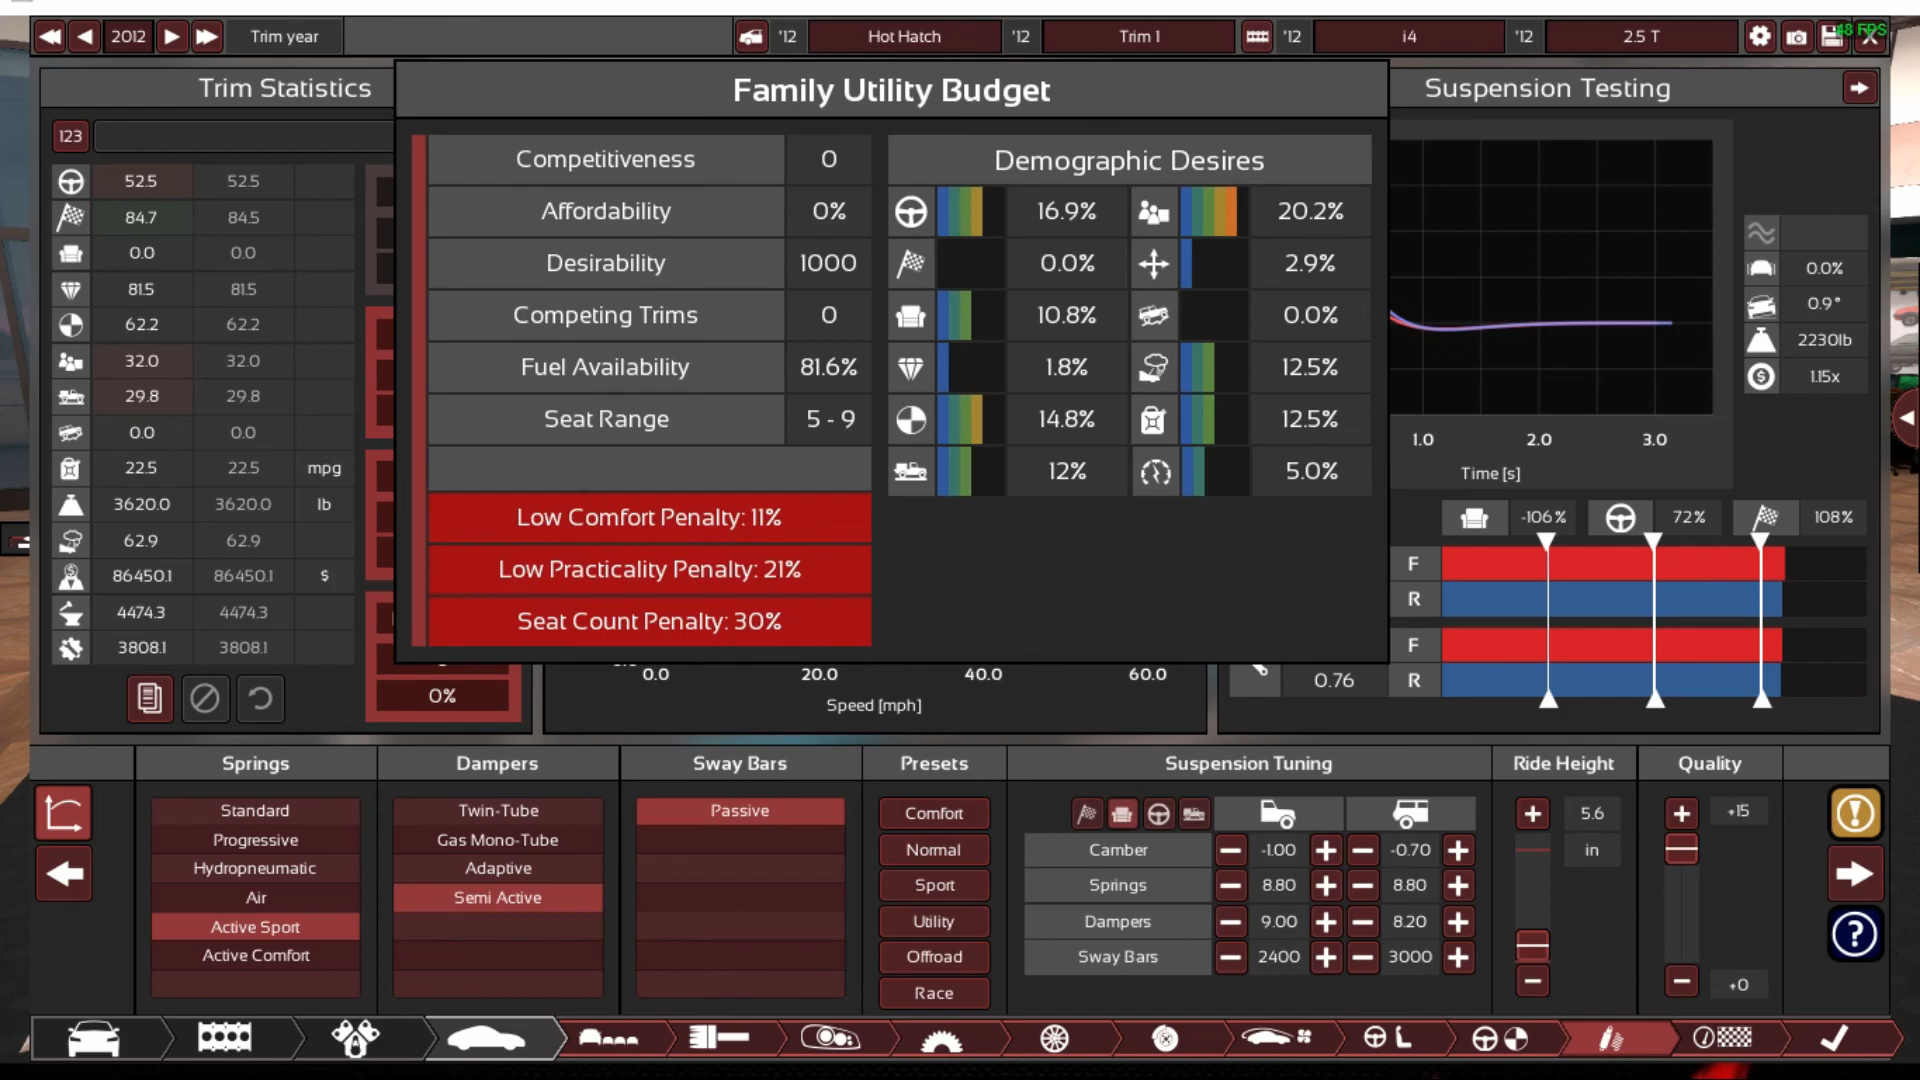 2012
Trim year
'12
Hot Hatch
'12
Trim 1
'12
i4
'12
2.5 T
48 FPS
Trim Statistics
123
52.5 52.5
84.7 84.5
0.0 0.0
81.5 81.5
62.2 62.2
32.0 32.0
29.8 29.8
0.0 0.0
22.5 22.5 mpg
3620.0 3620.0 lb
62.9 62.9
86450.1 86450.1 $
4474.3 4474.3
3808.1 3808.1
0%
Family Utility Budget
Competitiveness 0
Affordability 0%
Desirability 1000
Competing Trims 0
Fuel Availability 81.6%
Seat Range 5 - 9
Low Comfort Penalty: 11%
Low Practicality Penalty: 21%
Seat Count Penalty: 30%
Demographic Desires
16.9% 20.2%
0.0% 2.9%
10.8% 0.0%
1.8% 12.5%
14.8% 12.5%
12% 5.0%
0.0 20.0 40.0 60.0
Speed [mph]
Suspension Testing
0.0%
0.9°
2230lb
1.15x
1.0 2.0 3.0
Time [s]
-106% 72% 108%
F
R
F
0.76 R
Springs
Standard
Progressive
Hydropneumatic
Air
Active Sport
Active Comfort
Dampers
Twin-Tube
Gas Mono-Tube
Adaptive
Semi Active
Sway Bars
Passive
Presets
Comfort
Normal
Sport
Utility
Offroad
Race
Suspension Tuning
Camber - -1.00 + - -0.70 +
Springs - 8.80 + - 8.80 +
Dampers - 9.00 + - 8.20 +
Sway Bars - 2400 + - 3000 +
Ride Height
+ 5.6
in
-
Quality
+ +15
- +0
!
?